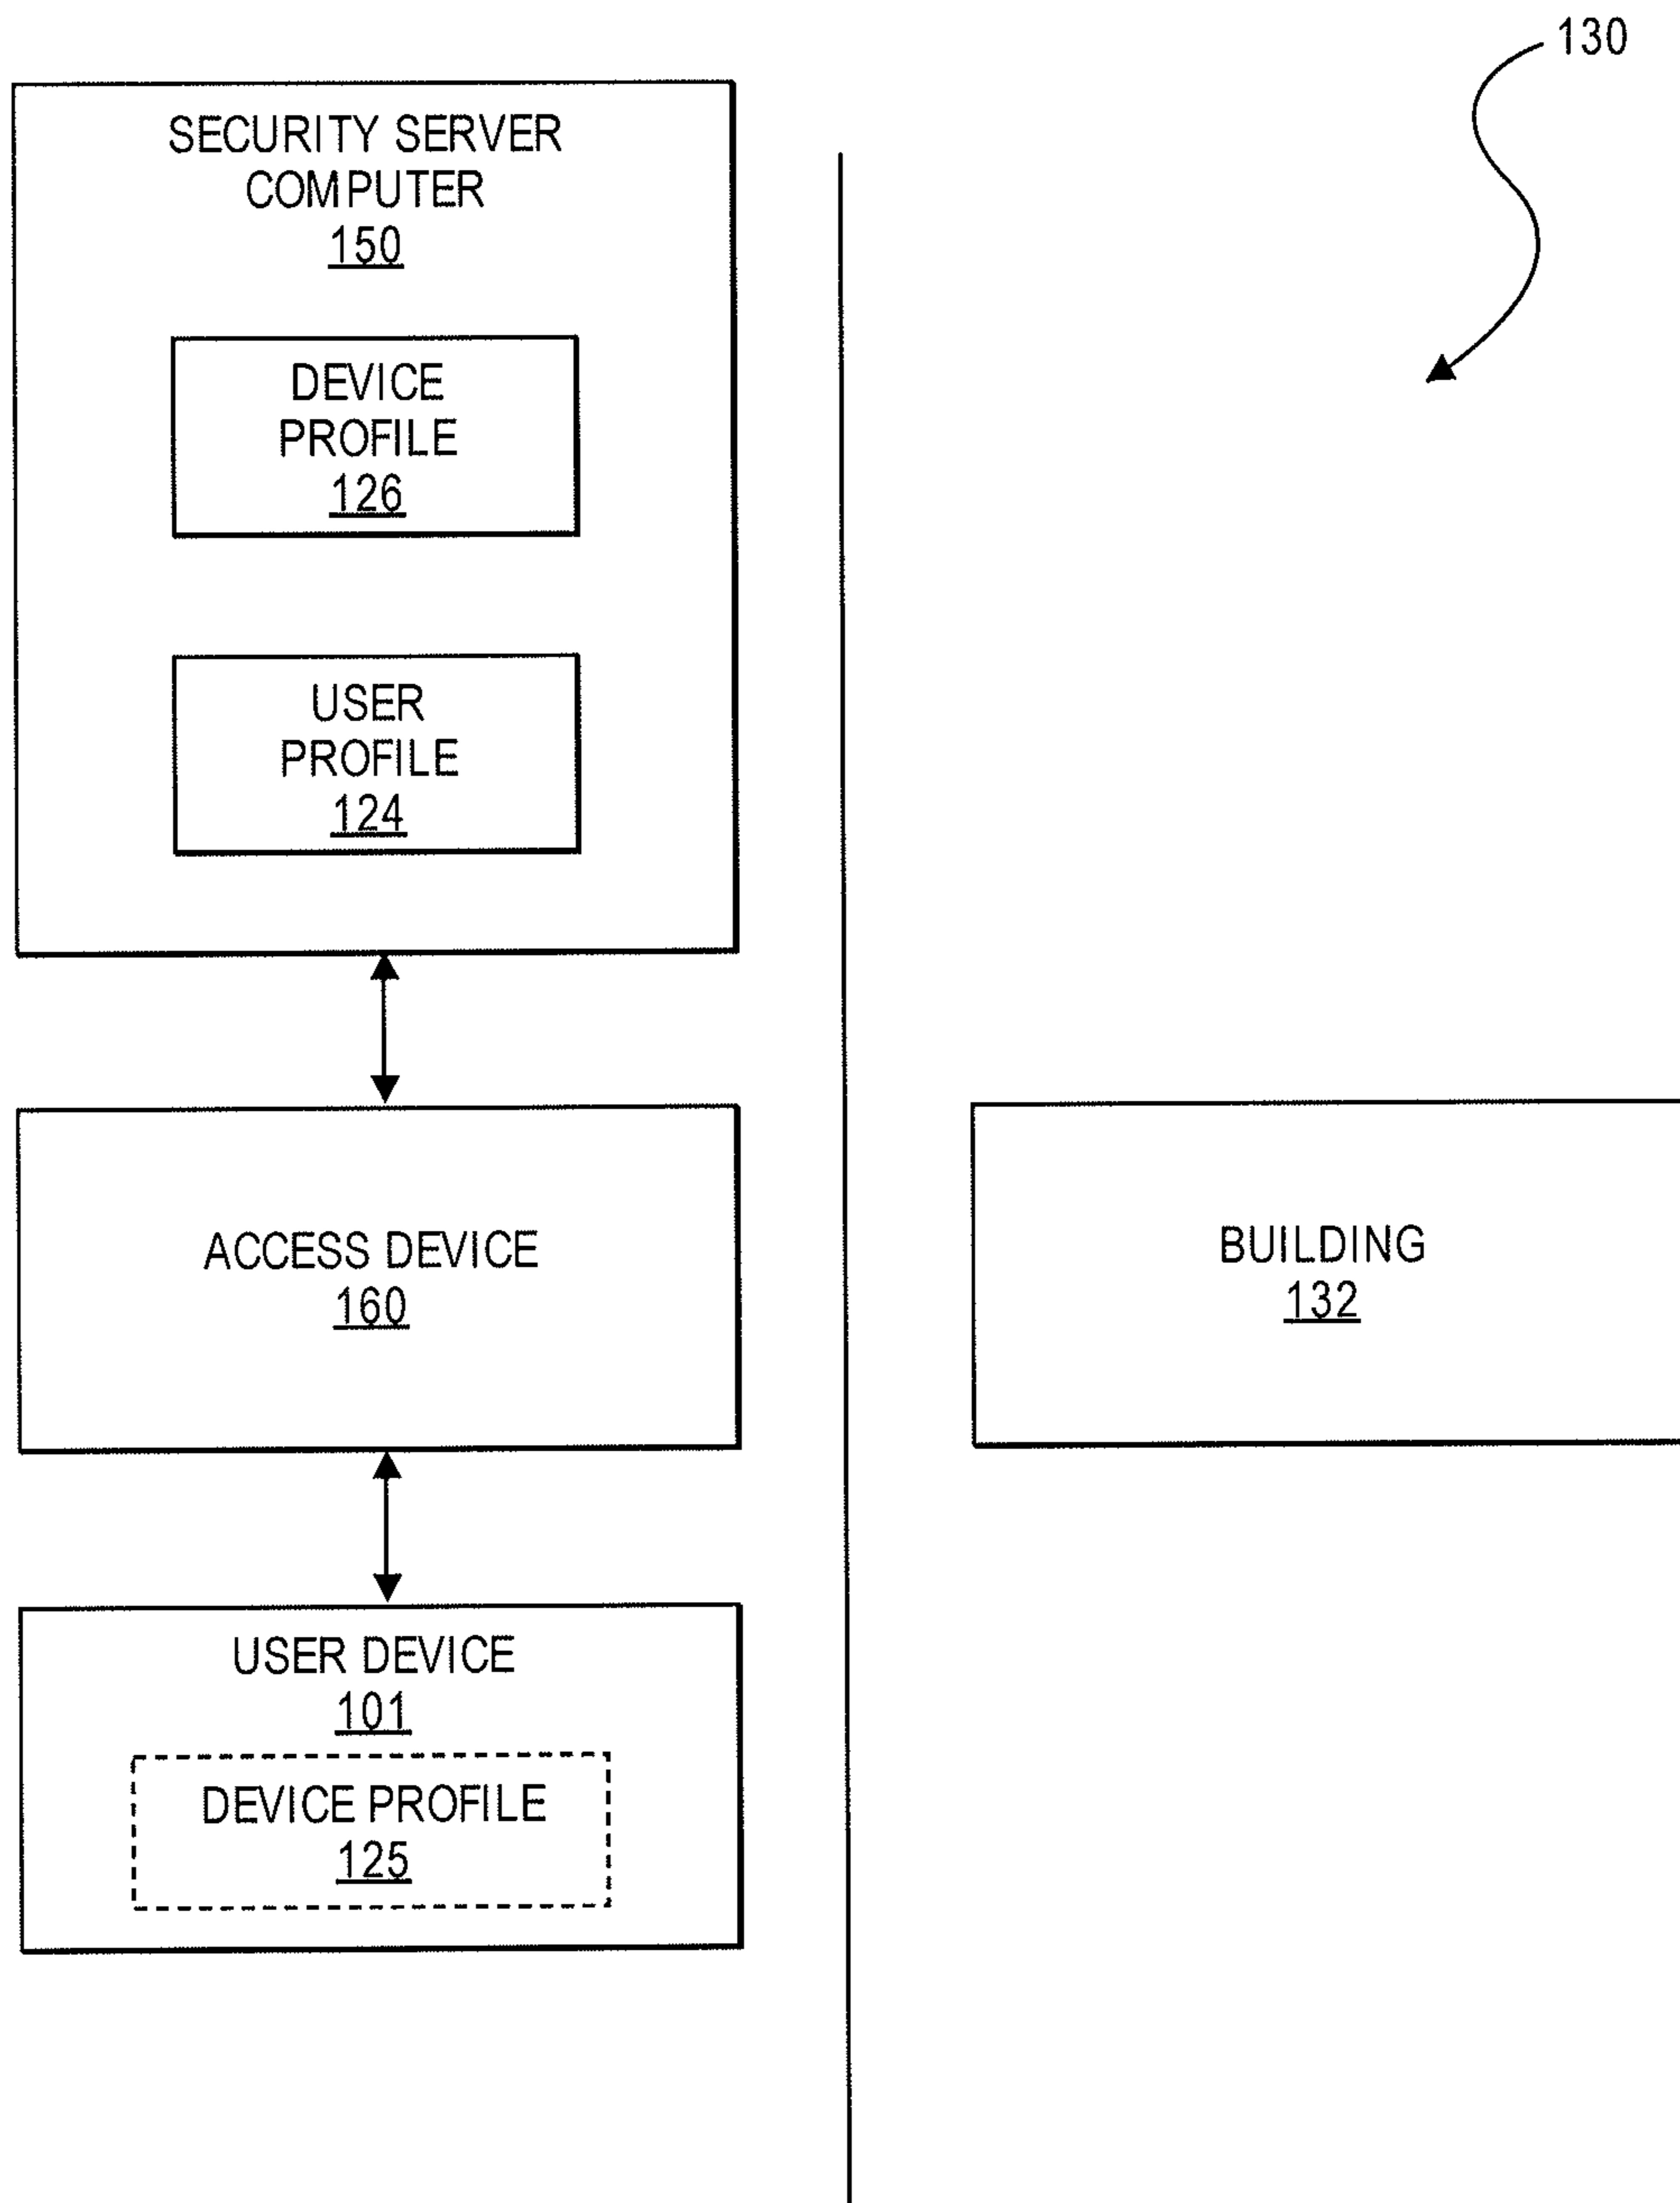 130
SECURITY SERVER
COMPUTER
150
DEVICE
PROFILE
126
USER
PROFILE
124
ACCESS DEVICE
160
BUILDING
132
USER DEVICE
101
DEVICE PROFILE
125